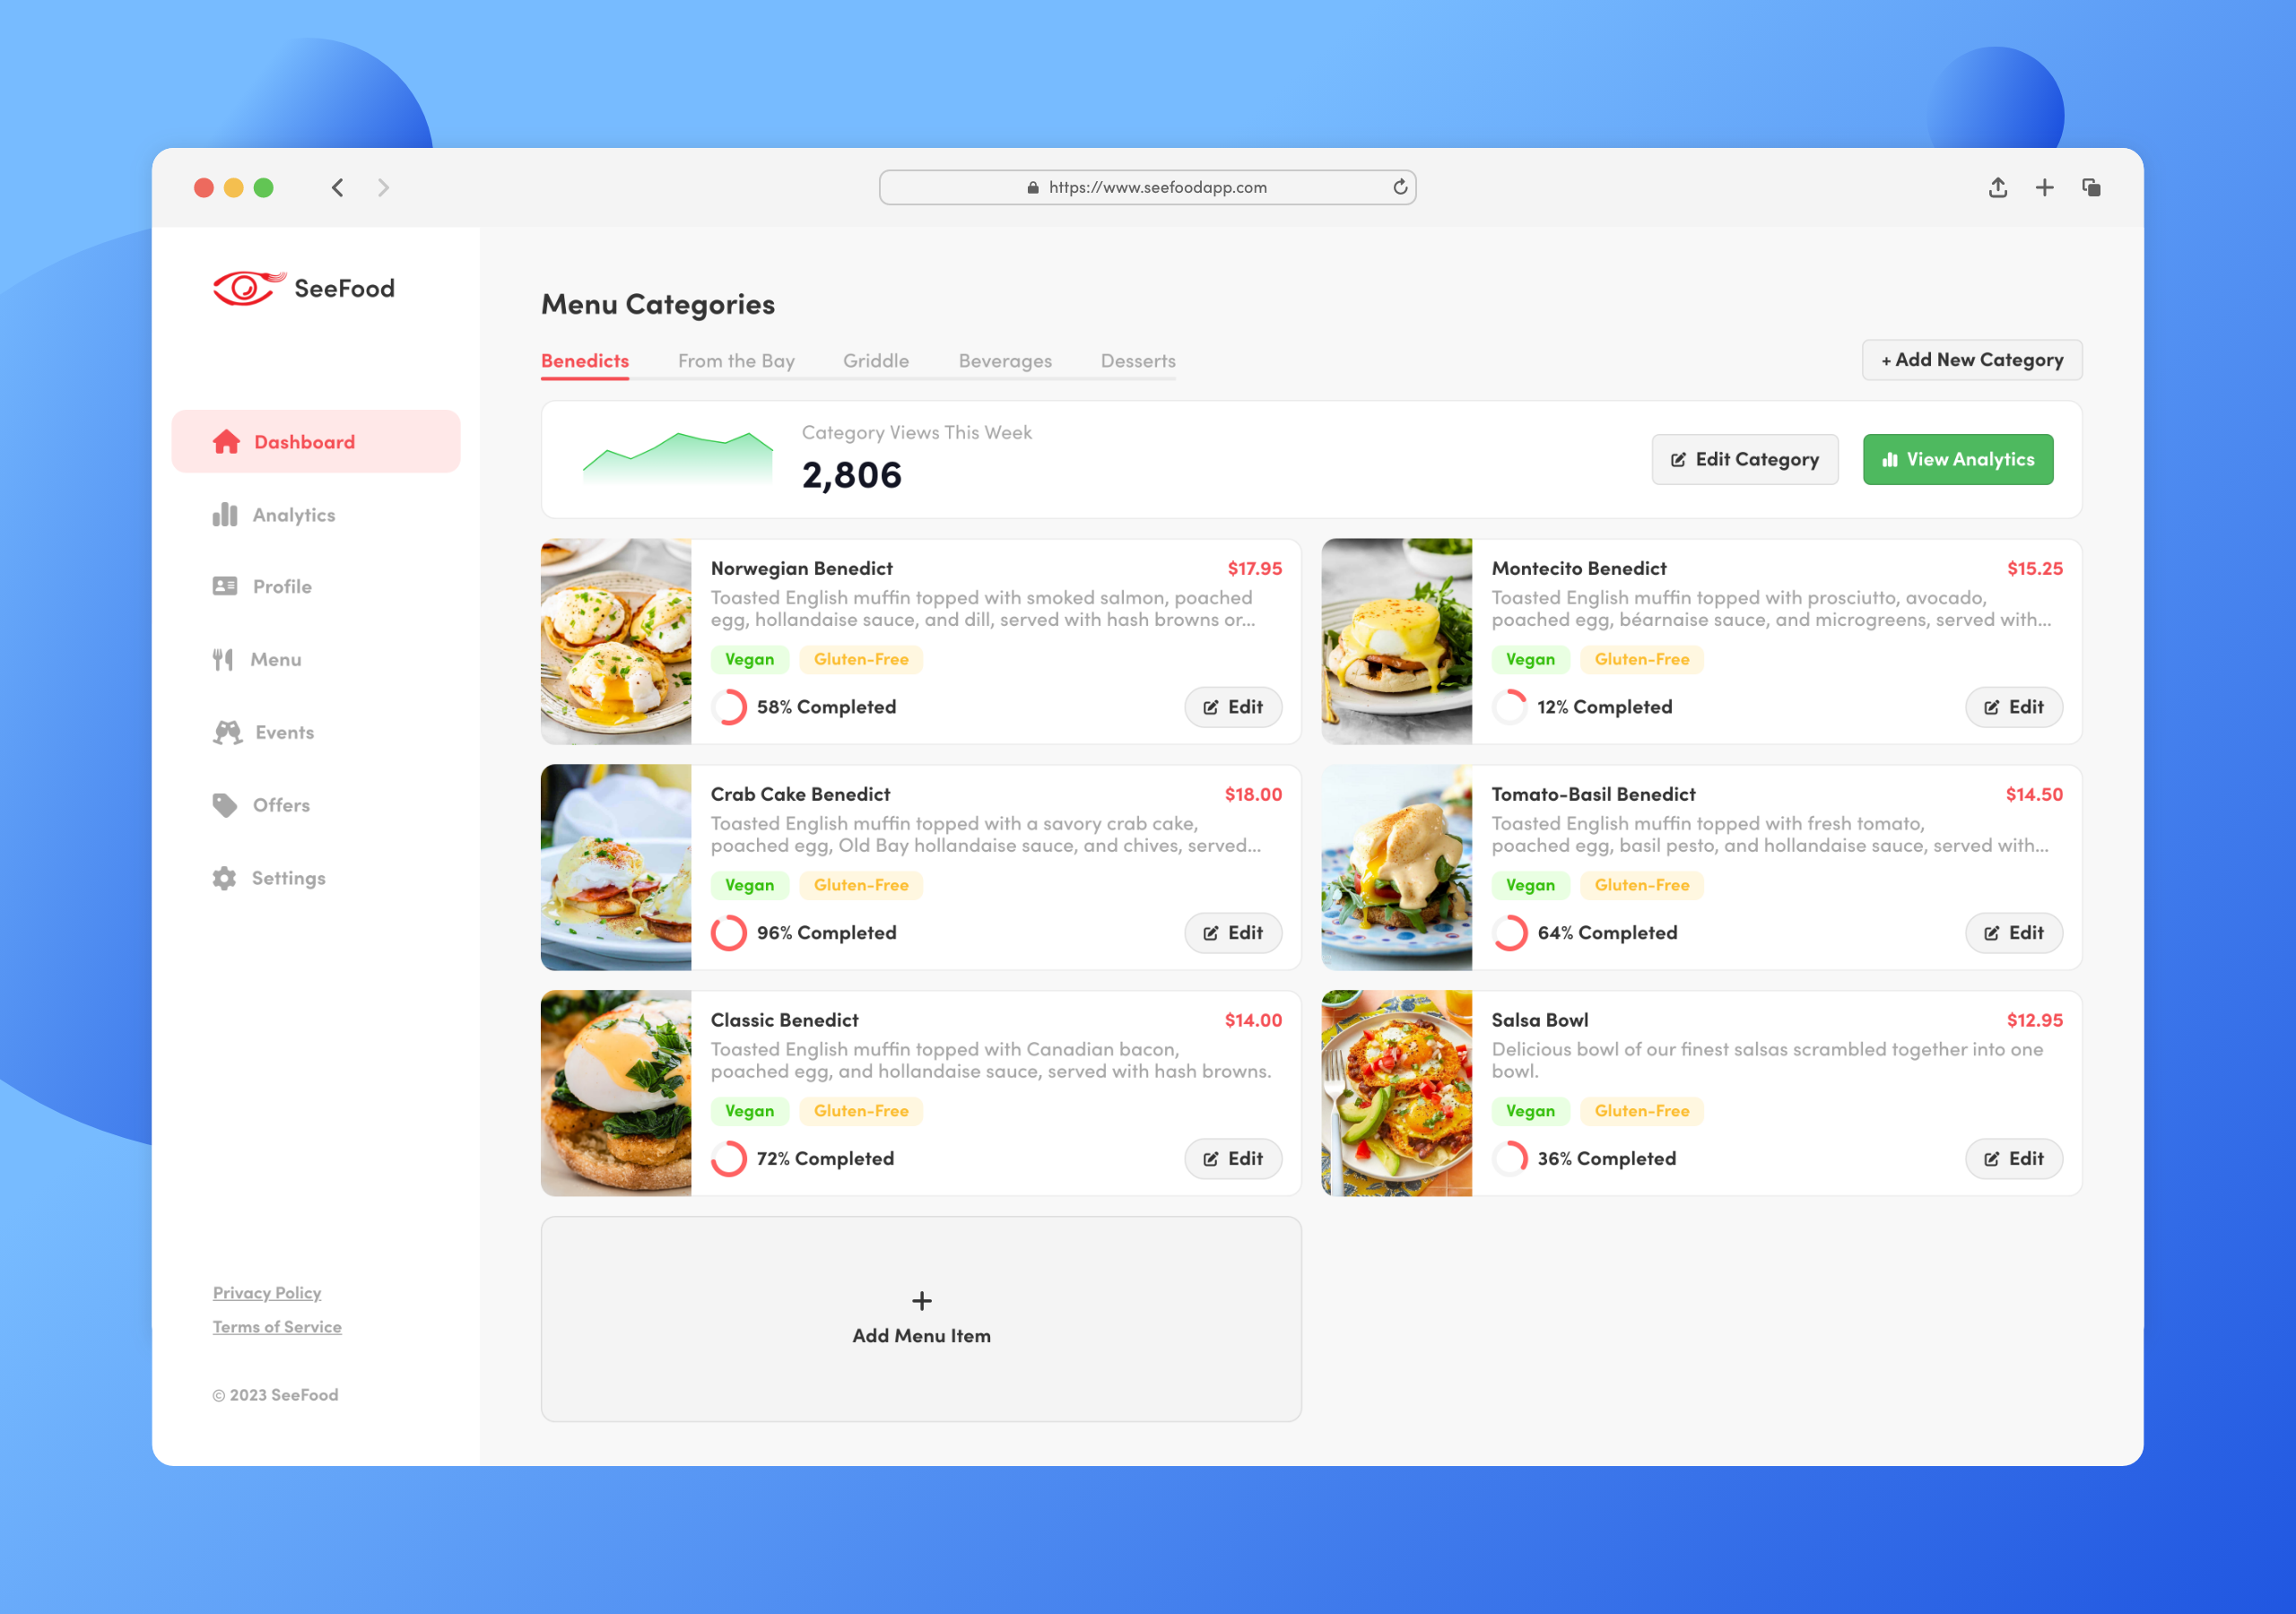 https://www.seefoodapp.com
SeeFood
Dashboard
Analytics
Profile
Menu
Events
Offers
Settings
Privacy Policy
Terms of Service
© 2023 SeeFood
Menu Categories
Benedicts From the Bay Griddle Beverages Desserts
+ Add New Category
Category Views This Week
2,806
Edit Category
View Analytics
Norwegian Benedict $17.95
Toasted English muffin topped with smoked salmon, poached
egg, hollandaise sauce, and dill, served with hash browns or...
Vegan Gluten-Free
58% Completed Edit
Montecito Benedict $15.25
Toasted English muffin topped with prosciutto, avocado,
poached egg, béarnaise sauce, and microgreens, served with...
Vegan Gluten-Free
12% Completed Edit
Crab Cake Benedict $18.00
Toasted English muffin topped with a savory crab cake,
poached egg, Old Bay hollandaise sauce, and chives, served...
Vegan Gluten-Free
96% Completed Edit
Tomato-Basil Benedict $14.50
Toasted English muffin topped with fresh tomato,
poached egg, basil pesto, and hollandaise sauce, served with...
Vegan Gluten-Free
64% Completed Edit
Classic Benedict $14.00
Toasted English muffin topped with Canadian bacon,
poached egg, and hollandaise sauce, served with hash browns.
Vegan Gluten-Free
72% Completed Edit
Salsa Bowl $12.95
Delicious bowl of our finest salsas scrambled together into one
bowl.
Vegan Gluten-Free
36% Completed Edit
+
Add Menu Item